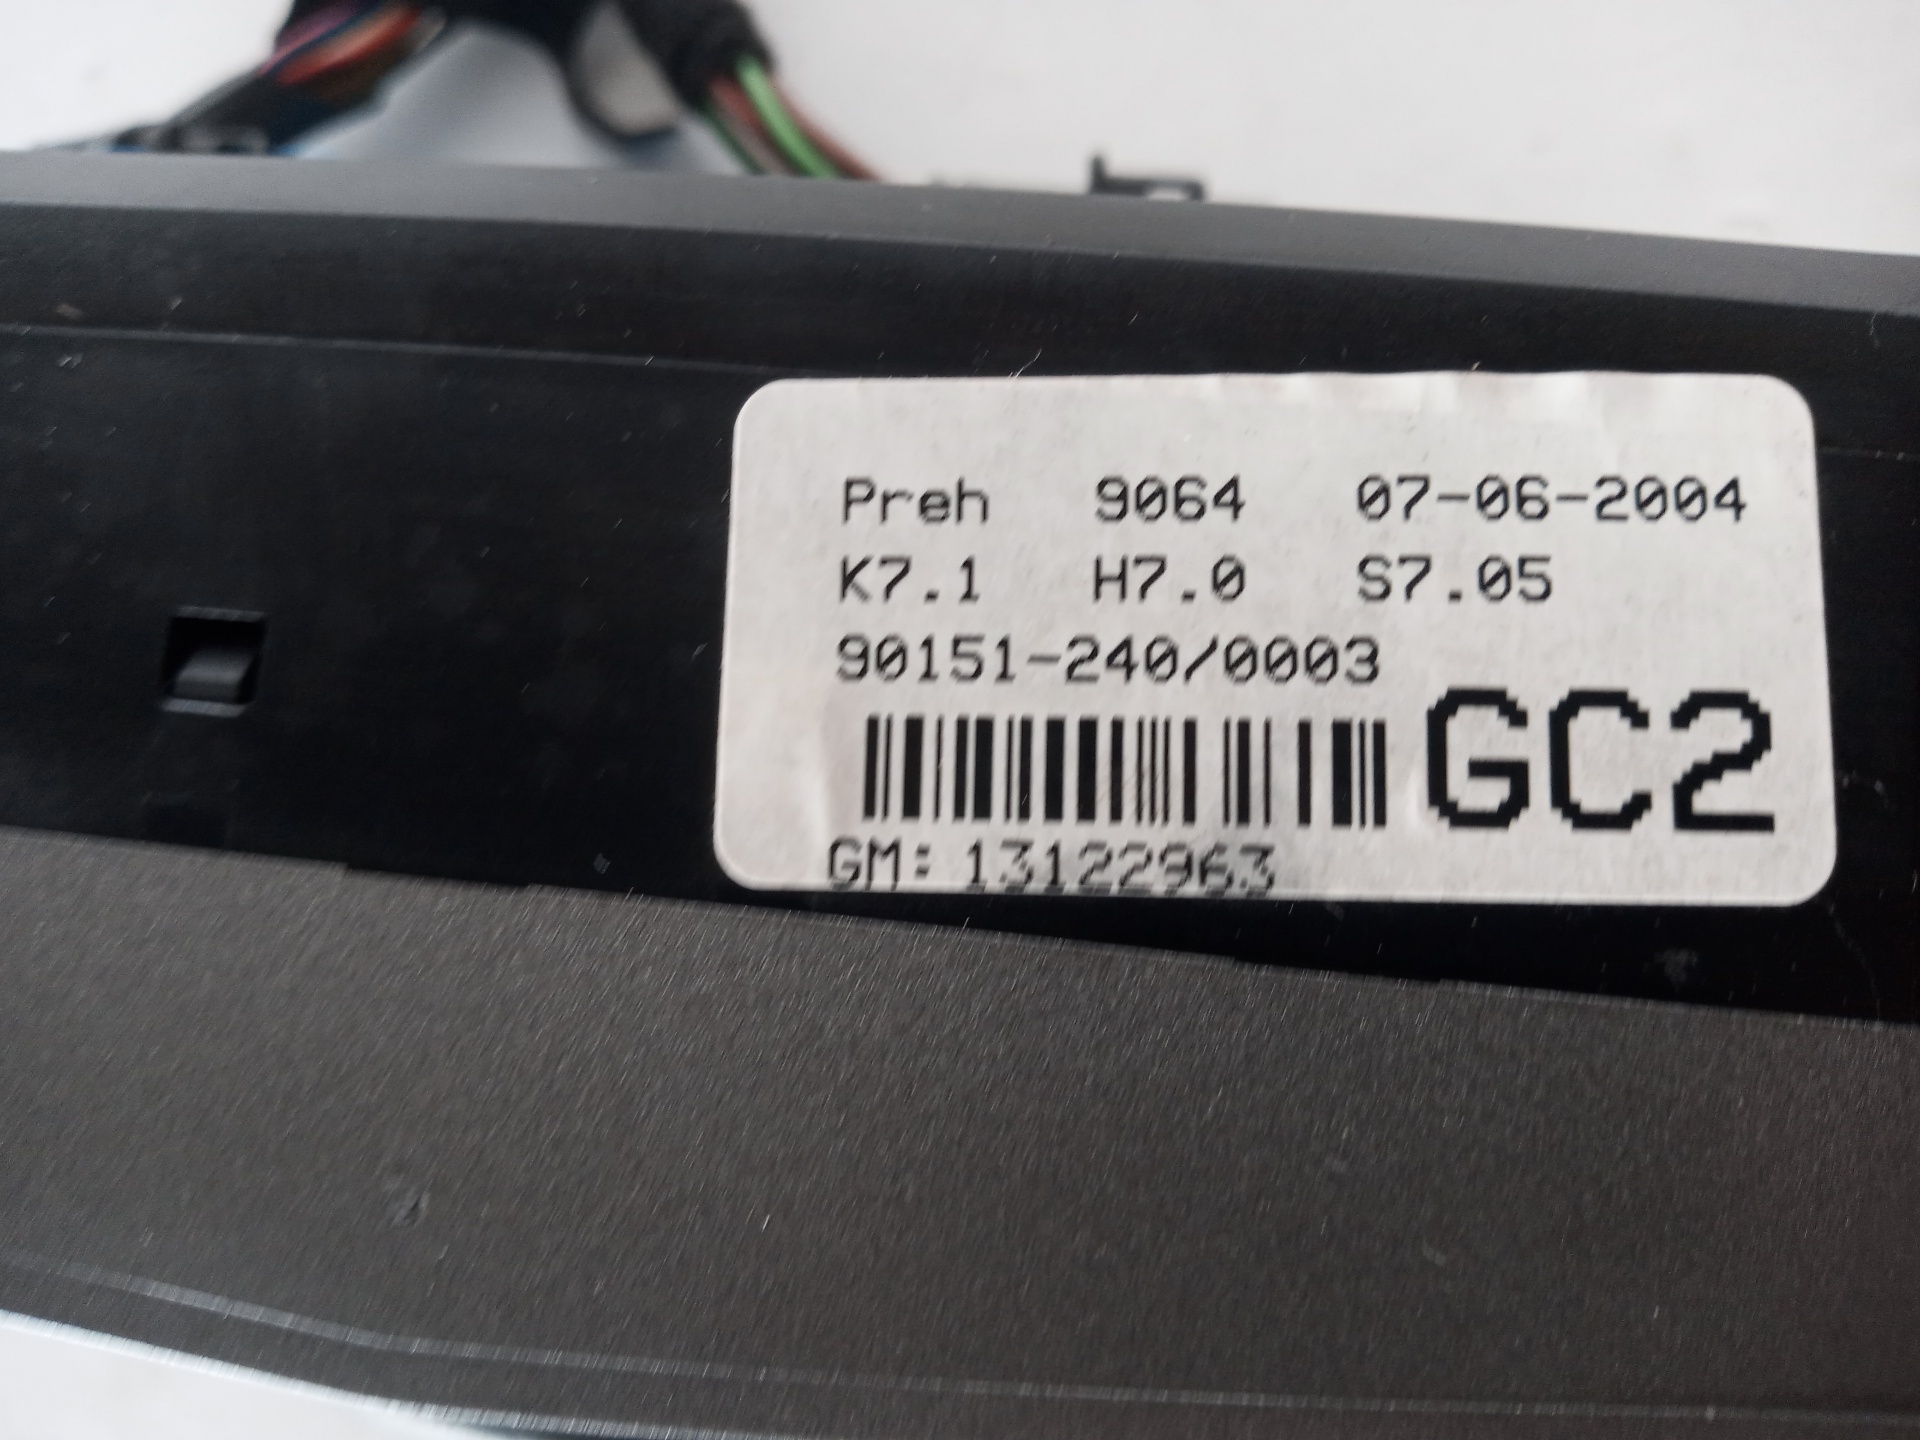 Preh 9064 07-06-2004
K7.1 H7.0 S7.05
90151-240/0003
GC2
GM: 13122963